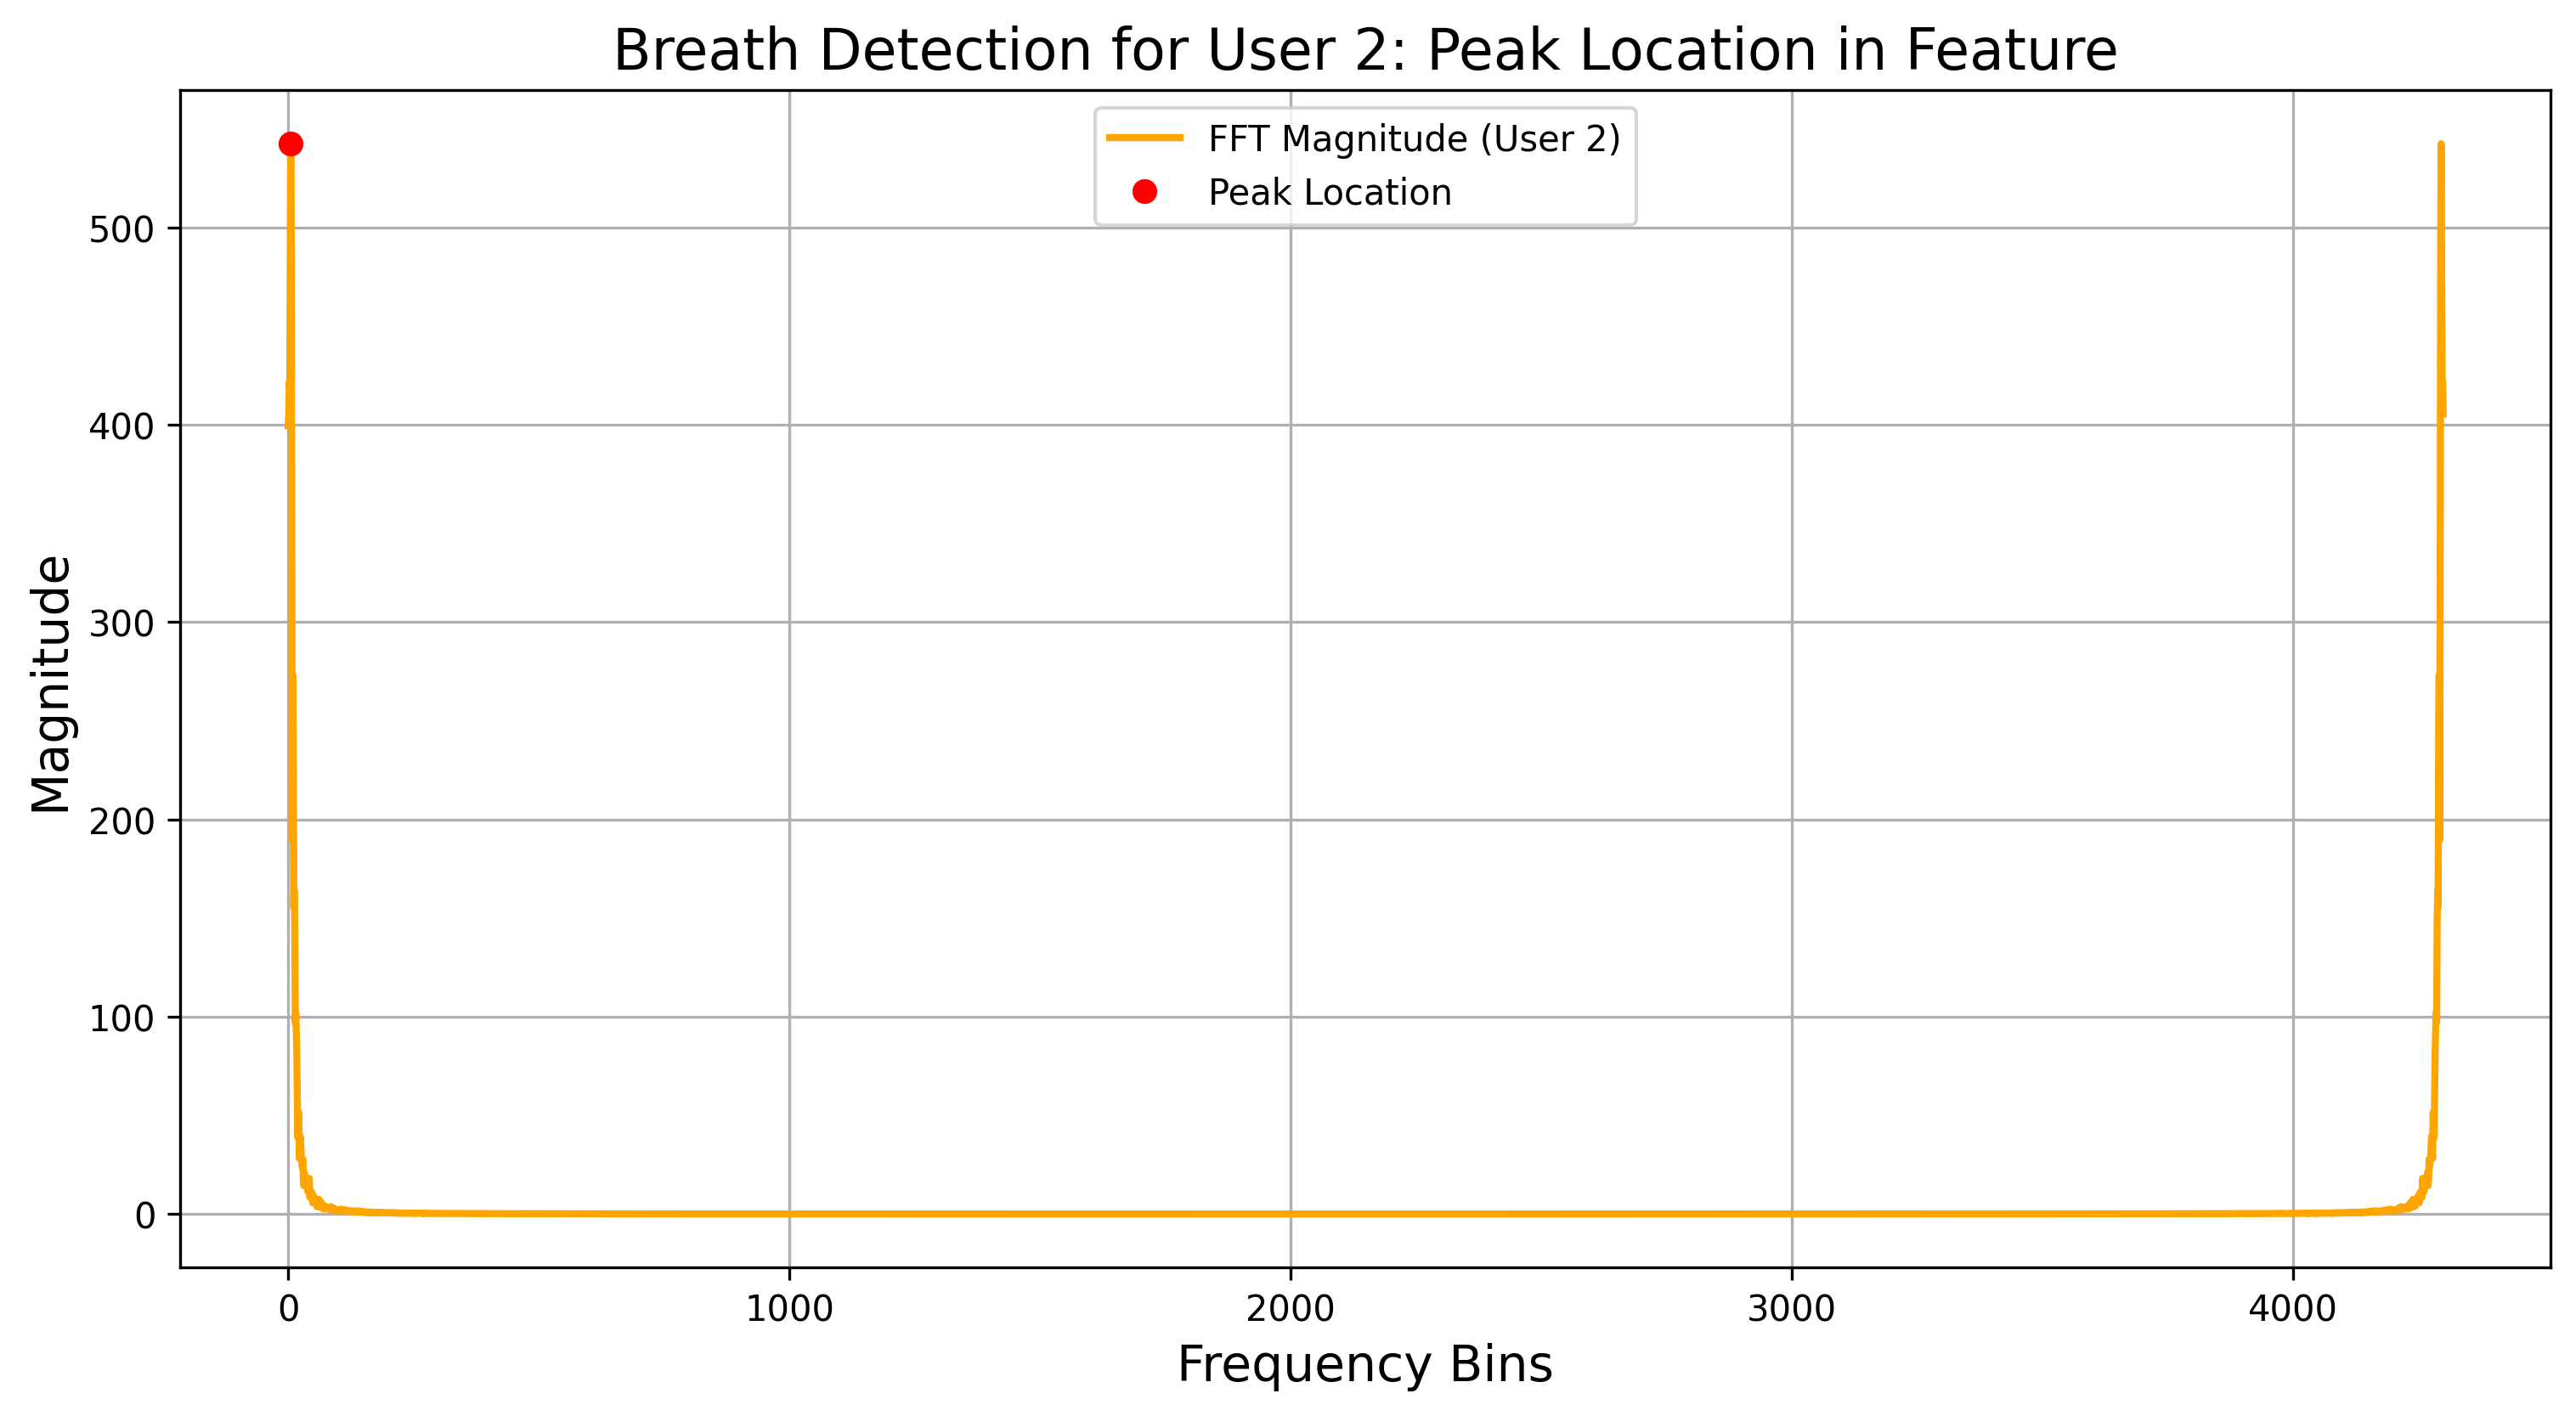 Breath Detection for User 2: Peak Location in Feature
FFT Magnitude (User 2)
Peak Location
Magnitude
500
400
300
200
100
0
0 1000 2000 3000 4000
Frequency Bins